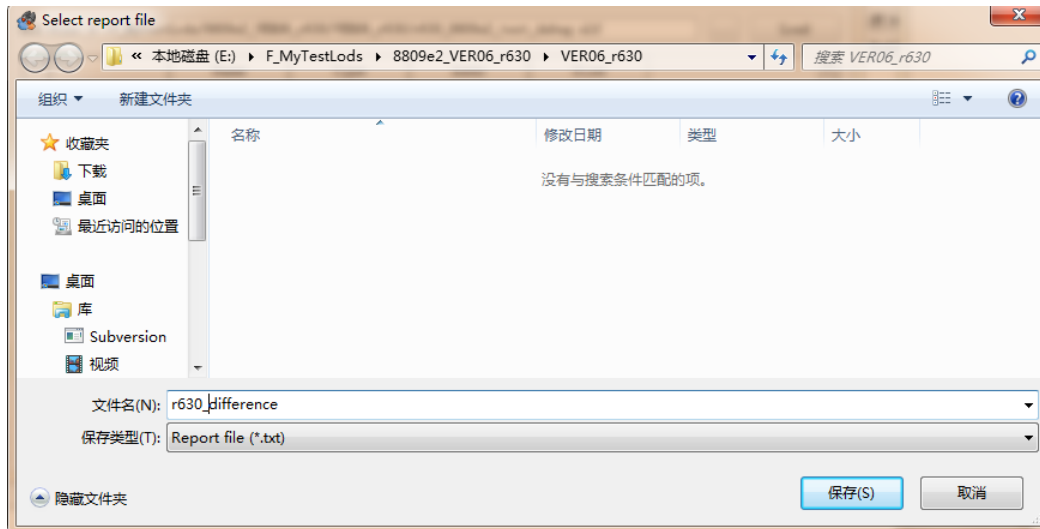 Select report file
« 本地磁盘 (E:) ▸ F_MyTestLods ▸ 8809e2_VER06_r630 ▸ VER06_r630
搜索 VER06_r630
组织 新建文件夹
名称 修改日期 类型 大小
没有与搜索条件匹配的项。
收藏夹
下载
桌面
最近访问的位置
桌面
库
Subversion
视频
文件名(N): r630_difference
保存类型(T): Report file (*.txt)
隐藏文件夹
保存(S) 取消